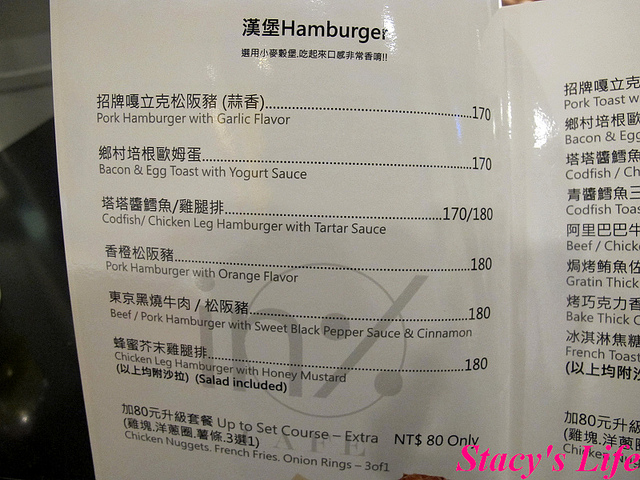 漢堡Hamburger
選用小麥穀堡.吃起來口感非常香唷!!
招牌嘎立克松阪豬 (蒜香)..........170
Pork Hamburger with Garlic Flavor
鄉村培根歐姆蛋..........170
Bacon & Egg Toast with Yogurt Sauce
塔塔醬鱈魚/雞腿排..........170/180
Codfish/ Chicken Leg Hamburger with Tartar Sauce
香橙松阪豬..........180
Pork Hamburger with Orange Flavor
東京黑燒牛肉 / 松阪豬..........180
Beef / Pork Hamburger with Sweet Black Pepper Sauce & Cinnamon
蜂蜜芥末雞腿排..........180
Chicken Leg Hamburger with Honey Mustard
(以上均附沙拉) (Salad included)
加80元升級套餐 Up to Set Course – Extra NT$ 80 Only
(雞塊.洋蔥圈.薯條.3選1)
Chicken Nuggets. French Fries. Onion Rings – 3of1
in%
CAFE
招牌嘎立克
Pork Toast w
鄉村培根歐
Bacon & Egg
塔塔醬鱈魚
Codfish / Ch
青醬鱈魚三
Codfish Toas
阿里巴巴牛
Beef / Chick
焗烤鮪魚佐
Gratin Thick
烤巧克力香
Bake Thick C
冰淇淋焦糖
French Toast
(以上均附沙
加80元升級
(雞塊.洋蔥圈
Chicken Nug
Stacy's Life